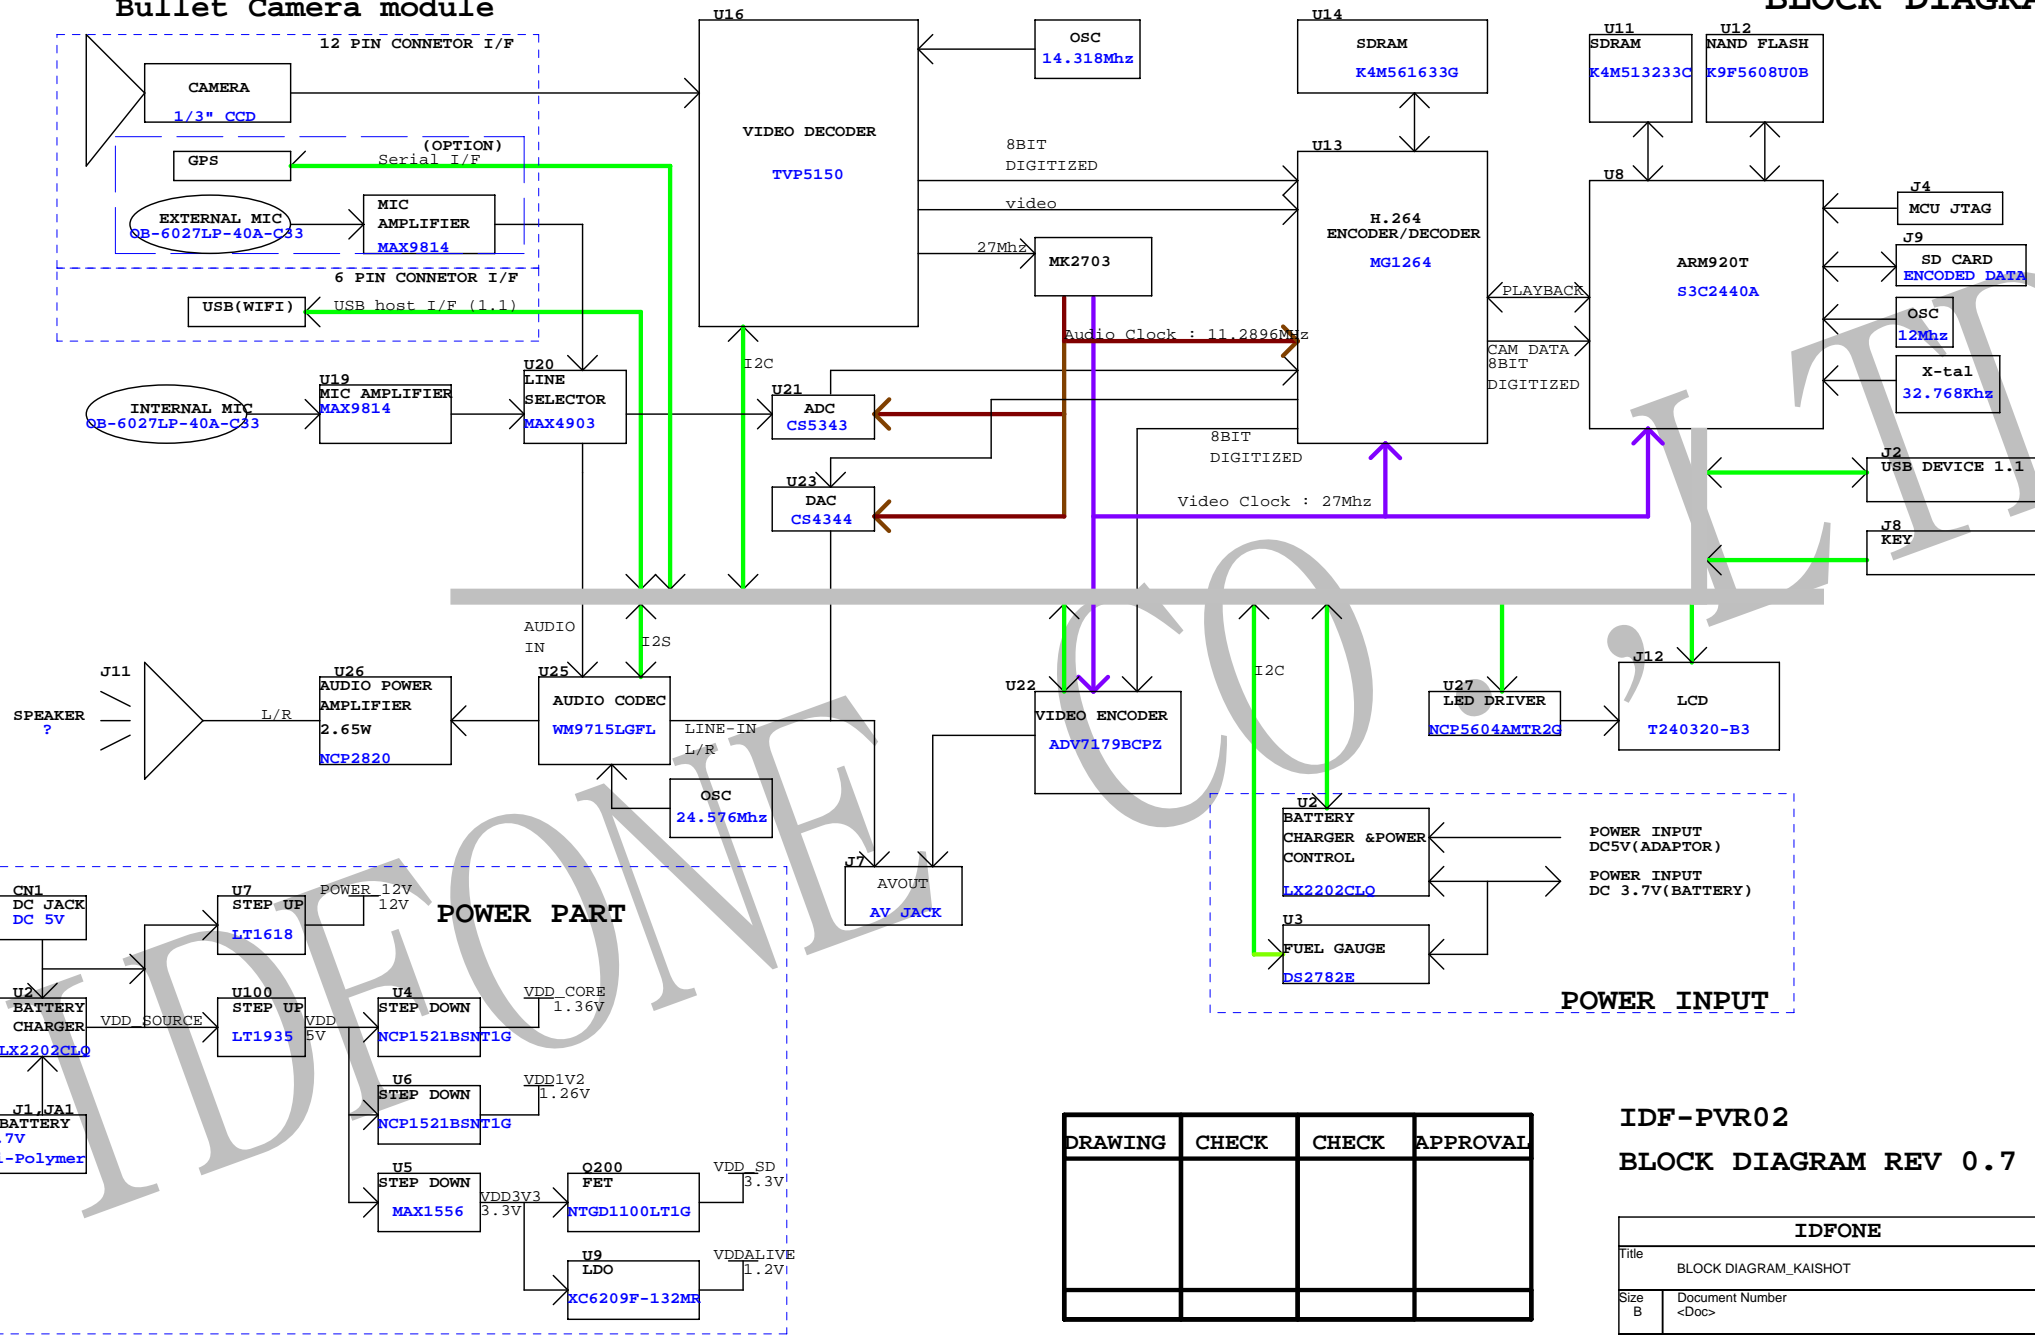 Bullet Camera module
BLOCK DIAGRA
12 PIN CONNETOR I/F
CAMERA
1/3" CCD
(OPTION)
GPS
Serial I/F
EXTERNAL MIC
OB-6027LP-40A-C33
MIC
AMPLIFIER
MAX9814
6 PIN CONNETOR I/F
USB(WIFI)
USB host I/F (1.1)
INTERNAL MIC
OB-6027LP-40A-C33
U19
MIC AMPLIFIER
MAX9814
U20
LINE
SELECTOR
MAX4903
U16
VIDEO DECODER
TVP5150
OSC
14.318Mhz
8BIT
DIGITIZED
video
27Mhz
MK2703
Audio Clock : 11.2896MHz
I2C
U21
ADC
CS5343
U23
DAC
CS4344
U14
SDRAM
K4M561633G
U13
H.264
ENCODER/DECODER
MG1264
8BIT
DIGITIZED
Video Clock : 27Mhz
PLAYBACK
CAM DATA
8BIT
DIGITIZED
U11
SDRAM
K4M513233C
U12
NAND FLASH
K9F5608U0B
U8
ARM920T
S3C2440A
J4
MCU JTAG
J9
SD CARD
ENCODED DATA
OSC
12Mhz
X-tal
32.768Khz
J2
USB DEVICE 1.1
J8
KEY
AUDIO
IN
I2S
J11
SPEAKER
?
L/R
U26
AUDIO POWER
AMPLIFIER
2.65W
NCP2820
U25
AUDIO CODEC
WM9715LGFL
LINE-IN
L/R
OSC
24.576Mhz
U22
VIDEO ENCODER
ADV7179BCPZ
I2C
U27
LED DRIVER
NCP5604AMTR2G
J12
LCD
T240320-B3
J7
AVOUT
AV JACK
U2
BATTERY
CHARGER &POWER
CONTROL
LX2202CLQ
POWER INPUT
DC5V(ADAPTOR)
POWER INPUT
DC 3.7V(BATTERY)
U3
FUEL GAUGE
DS2782E
POWER INPUT
POWER PART
CN1
DC JACK
DC 5V
U7
STEP UP
LT1618
POWER_12V
12V
U2
BATTERY
CHARGER
LX2202CLQ
VDD_SOURCE
U100
STEP UP
LT1935
VDD
5V
U4
STEP DOWN
NCP1521BSNT1G
VDD_CORE
1.36V
U6
STEP DOWN
NCP1521BSNT1G
VDD1V2
1.26V
J1,JA1
BATTERY
.7V
i-Polymer
U5
STEP DOWN
MAX1556
VDD3V3
3.3V
Q200
FET
NTGD1100LT1G
VDD_SD
3.3V
U9
LDO
XC6209F-132MR
VDDALIVE
1.2V
DRAWING CHECK CHECK APPROVAL
IDF-PVR02
BLOCK DIAGRAM REV 0.7
IDFONE
Title
BLOCK DIAGRAM_KAISHOT
Size
B
Document Number
<Doc>
IDFONE CO.,LT